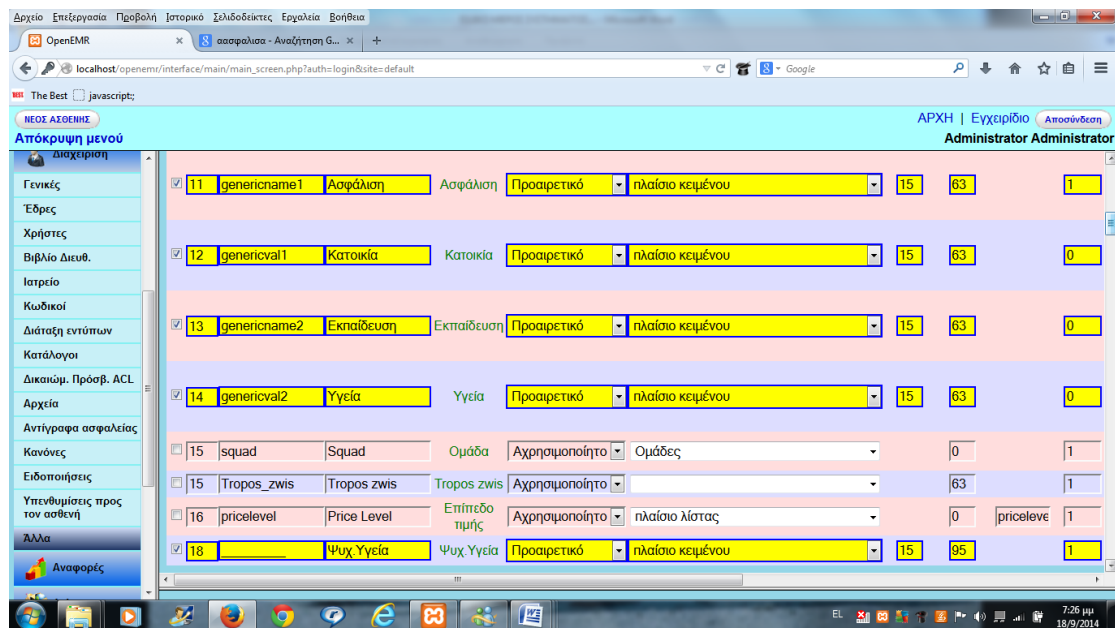 Αρχείο Επεξεργασία Προβολή Ιστορικό Σελιδοδείκτες Εργαλεία Βοήθεια
OpenEMR × αασφαλισα - Αναζήτηση G... × +
localhost/openemr/interface/main/main_screen.php?auth=login&site=default Google
The Best javascript:;
ΝΕΟΣ ΑΣΘΕΝΗΣ ΑΡΧΗ | Εγχειρίδιο Αποσύνδεση
Απόκρυψη μενού Administrator Administrator
Διαχείριση
Γενικές
Έδρες
Χρήστες
Βιβλίο Διευθ.
Ιατρείο
Κωδικοί
Διάταξη εντύπων
Κατάλογοι
Δικαιώμ. Πρόσβ. ACL
Αρχεία
Αντίγραφα ασφαλείας
Κανόνες
Ειδοποιήσεις
Υπενθυμίσεις προς
τον ασθενή
Άλλα
Αναφορές
11 genericname1 Ασφάλιση Ασφάλιση Προαιρετικό πλαίσιο κειμένου 15 63 1
12 genericval1 Κατοικία Κατοικία Προαιρετικό πλαίσιο κειμένου 15 63 0
13 genericname2 Εκπαίδευση Εκπαίδευση Προαιρετικό πλαίσιο κειμένου 15 63 0
14 genericval2 Υγεία Υγεία Προαιρετικό πλαίσιο κειμένου 15 63 0
15 squad Squad Ομάδα Αχρησιμοποίητο Ομάδες 0 1
15 Tropos_zwis Tropos zwis Tropos zwis Αχρησιμοποίητο 63 1
16 pricelevel Price Level Επίπεδο τιμής Αχρησιμοποίητο πλαίσιο λίστας 0 priceleve 1
18 __________ Ψυχ.Υγεία Ψυχ.Υγεία Προαιρετικό πλαίσιο κειμένου 15 95 1
EL 7:26 μμ
18/9/2014